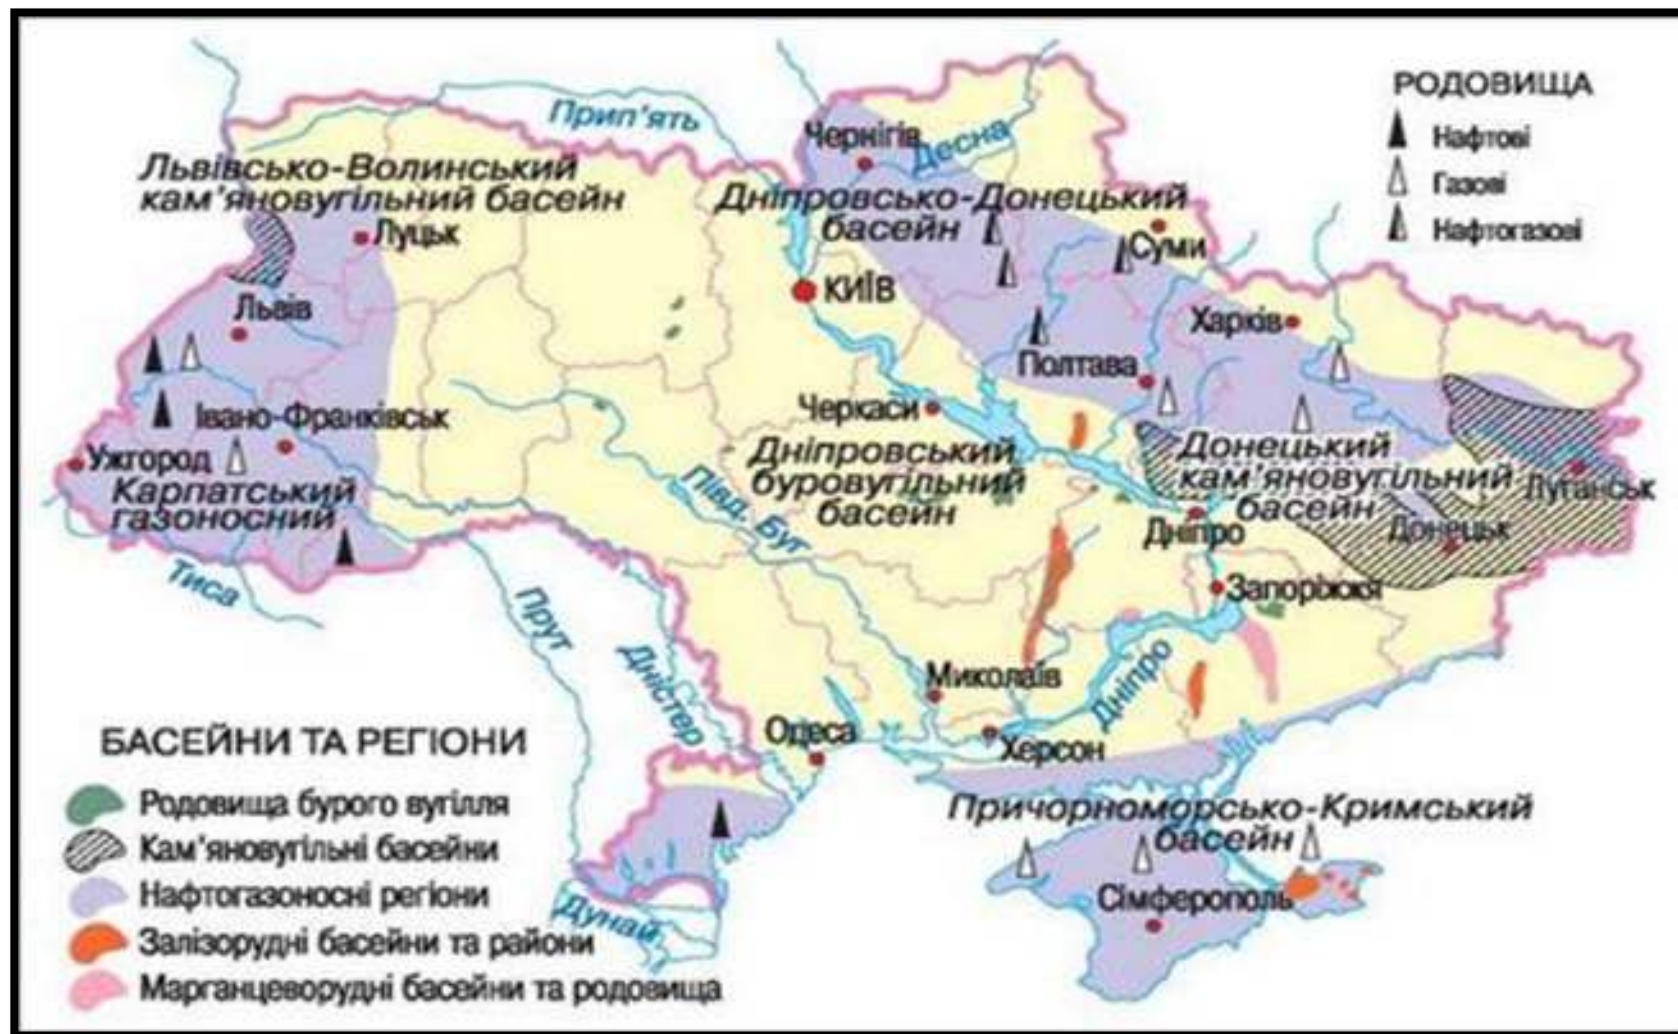 РОДОВИЩА
Нафтові
Газові
Нафтогазові
Прип'ять
Чернігів
Десна
Львівсько-Волинський
кам'яновугільний басейн
Дніпровсько-Донецький
басейн
Луцьк
Суми
КИЇВ
Львів
Харків
Полтава
Черкаси
Івано-Франківськ
Ужгород
Карпатський
газоносний
Дніпровський
буровугільний
басейн
Донецький
кам'яновугільний
басейн
Луганськ
Півд. Буг
Дніпро
Донецьк
Тиса
Прут
Запоріжжя
Дністер
Миколаїв
Дніпро
Одеса
Херсон
Причорноморсько-Кримський
басейн
Сімферополь
Дунай
БАСЕЙНИ ТА РЕГІОНИ
Родовища бурого вугілля
Кам'яновугільні басейни
Нафтогазоносні регіони
Залізорудні басейни та райони
Марганцеворудні басейни та родовища